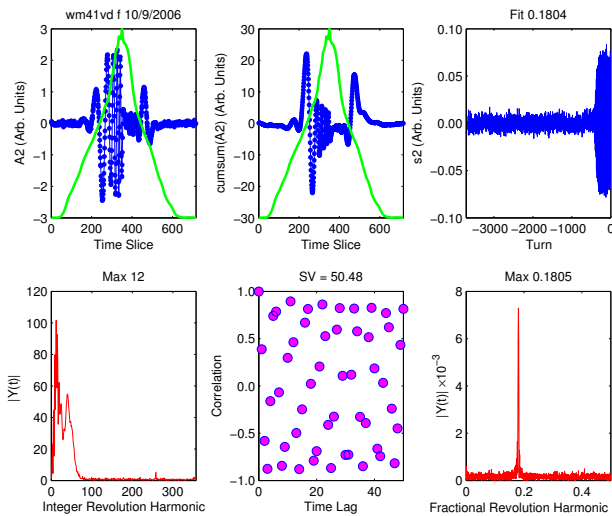 wm41vd f 10/9/2006
Fit 0.1804
A2 (Arb. Units)
3
2
1
0
−1
−2
−3
0 200 400 600
Time Slice
cumsum(A2) (Arb. Units)
30
20
10
0
−10
−20
−30
0 200 400 600
Time Slice
s2 (Arb. Units)
0.10
0.05
0.00
−0.05
−0.10
−3000 −2000 −1000 0
Turn
Max 12
SV = 50.48
Max 0.1805
|Y(t)|
120
100
80
60
40
20
0
0 100 200 300
Integer Revolution Harmonic
Correlation
1.0
0.5
0.0
−0.5
−1.0
0 20 40
Time Lag
|Y(t)| ×10−3
8
6
4
2
0
0.0 0.2 0.4
Fractional Revolution Harmonic